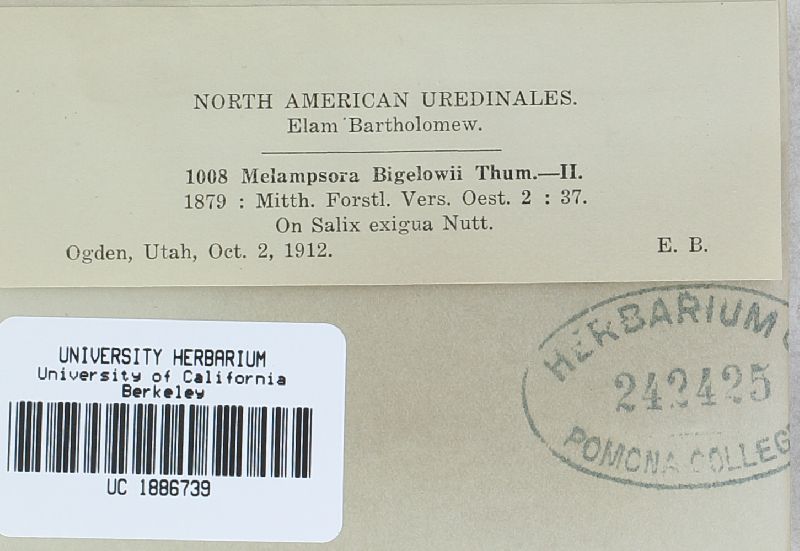 NORTH AMERICAN UREDINALES.
Elam Bartholomew.
1008 Melampsora Bigelowii Thum.—II.
1879 : Mitth. Forstl. Vers. Oest. 2 : 37.
On Salix exigua Nutt.
Ogden, Utah, Oct. 2, 1912. E. B.
HERBARIUM
242425
POMONA COLLEG
UNIVERSITY HERBARIUM
University of California
Berkeley
UC 1886739